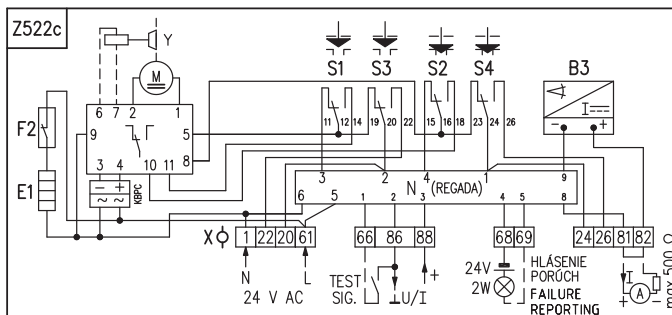 Z522c
S1 S3 S2 S4 B3
Y
M
6 7 2 1
9 5
8
3 4 10 11
F2
E1
KBPC
− +
~ ~
11 12 14 19 20 22 15 16 18 23 24 26
I
− +
3 2 4 1 9
N (REGADA)
6 5 1 2 3 4 5 8
X 1 22 20 61 66 86 88 68 69 24 26 81 82
N L
24 V AC
TEST
SIG.
⊥U/I +
24V
2W
HLÁSENIE
PORÚCH
FAILURE
REPORTING
I
+ A −
max 500 Ω